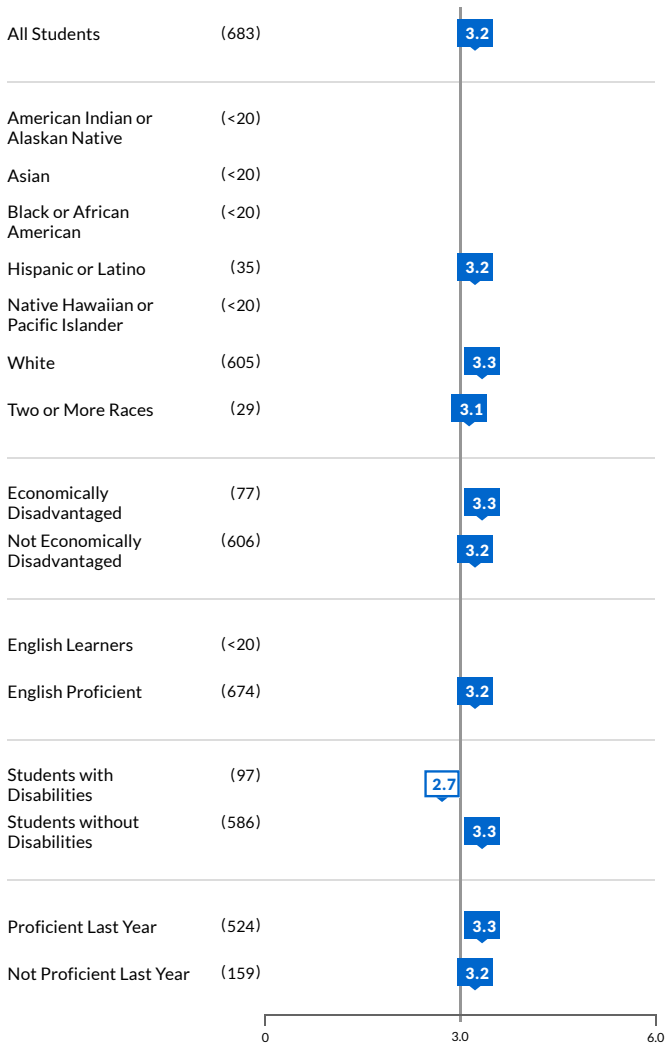 All Students (683) 3.2
American Indian or (<20)
Alaskan Native
Asian (<20)
Black or African (<20)
American
Hispanic or Latino (35) 3.2
Native Hawaiian or (<20)
Pacific Islander
White (605) 3.3
Two or More Races (29) 3.1
Economically (77) 3.3
Disadvantaged
Not Economically (606) 3.2
Disadvantaged
English Learners (<20)
English Proficient (674) 3.2
Students with (97) 2.7
Disabilities
Students without (586) 3.3
Disabilities
Proficient Last Year (524) 3.3
Not Proficient Last Year (159) 3.2
0 3.0 6.0